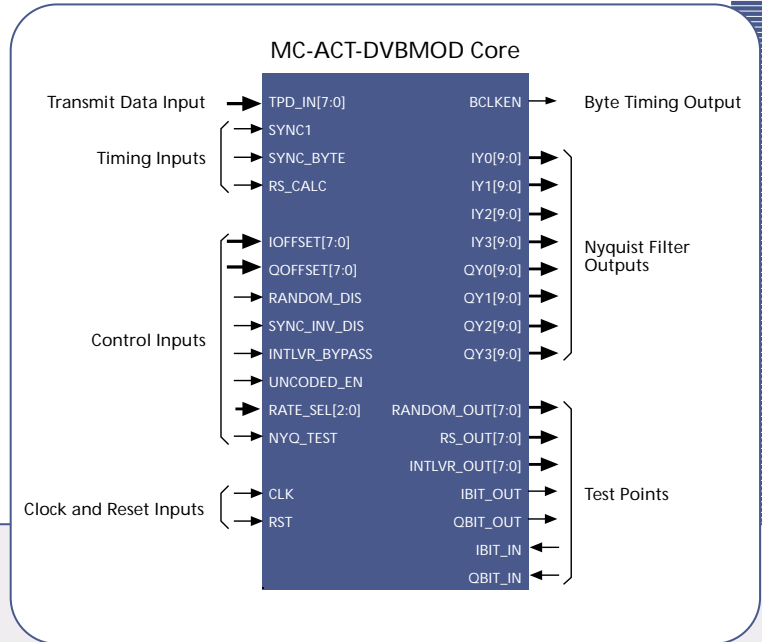 MC-ACT-DVBMOD Core
Transmit Data Input
TPD_IN[7:0]
BCLKEN
Byte Timing Output
SYNC1
Timing Inputs
SYNC_BYTE
IY0[9:0]
RS_CALC
IY1[9:0]
IY2[9:0]
IOFFSET[7:0]
IY3[9:0]
Nyquist Filter
Outputs
QOFFSET[7:0]
QY0[9:0]
RANDOM_DIS
QY1[9:0]
SYNC_INV_DIS
QY2[9:0]
Control Inputs
INTLVR_BYPASS
QY3[9:0]
UNCODED_EN
RATE_SEL[2:0]
RANDOM_OUT[7:0]
NYQ_TEST
RS_OUT[7:0]
INTLVR_OUT[7:0]
Clock and Reset Inputs
CLK
IBIT_OUT
Test Points
RST
QBIT_OUT
IBIT_IN
QBIT_IN